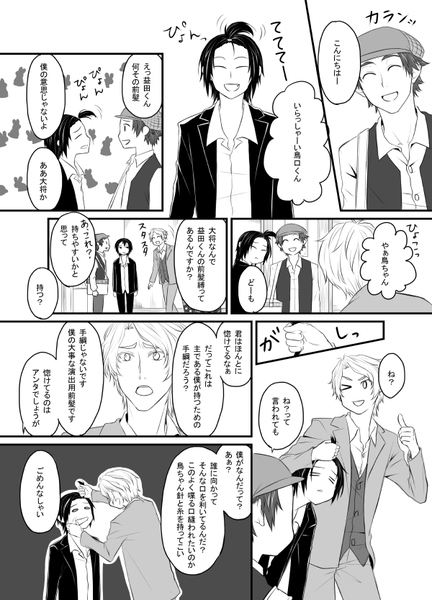 カランッ
こんにちはー
てててー
ぴょんっ
ぴょんっ
いらっしゃーい鳥口くん
えっ益田くん
何その前髪
ぴょん
ぴょん
僕の意思じゃないよ
ああ大将か
ひょこっ
やぁ鳥ちゃん
どーも
大将なんで
益田くんの前髪縛って
あるんですか?
スタスタ
あっこれ?
持ちやすいかと
思って
持つ?
がしっ
ね?
ね?って
言われても
君はほんとに
惚けてるなぁ
だってこれは
主である僕が持つための
手綱だろう?
手綱じゃないです
僕の大事な演出用前髪です
惚けてるのは
アンタでしょうが
僕がなんだって?
あぁ?
誰に向かって
そんな口を利いてるんだ?
このよく喋る口縫われたいのか
鳥ちゃん針と糸を持ってこい
ごめんなしゃい